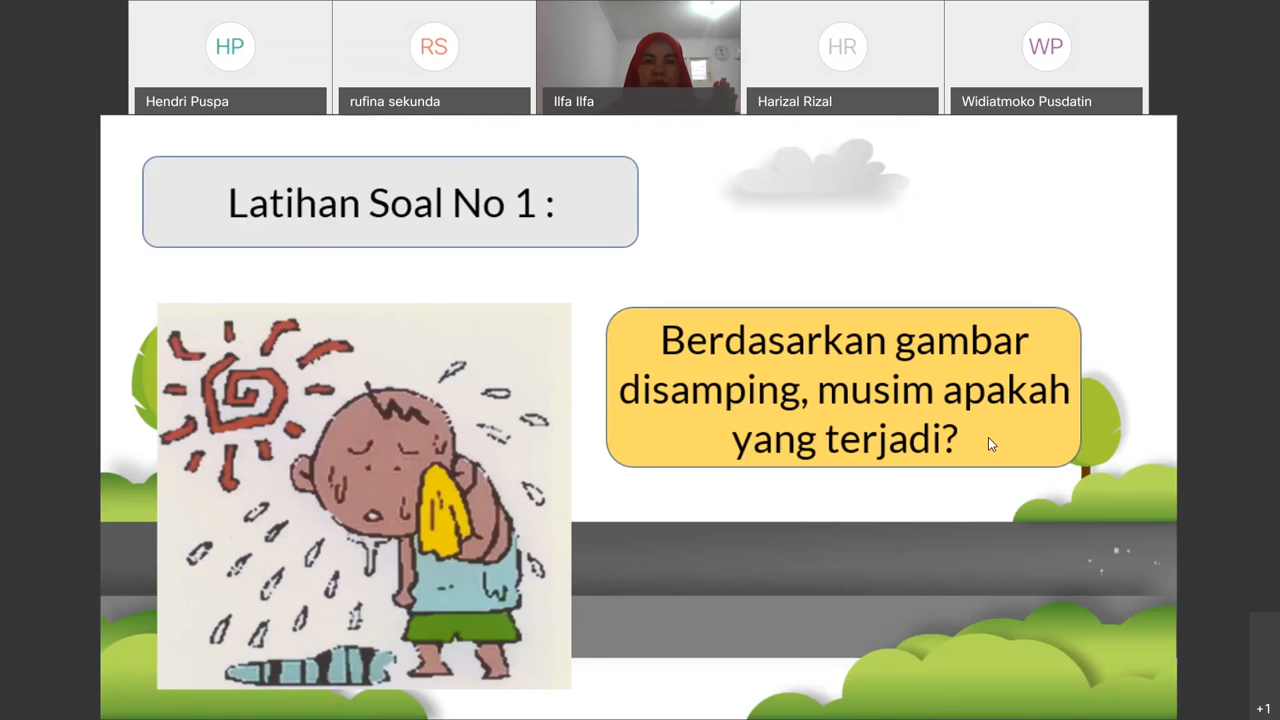 HP
RS
HR
WP
Hendri Puspa
rufina sekunda
Ilfa Ilfa
Harizal Rizal
Widiatmoko Pusdatin
Latihan Soal No 1 :
Berdasarkan gambar
disamping, musim apakah
yang terjadi?
+1